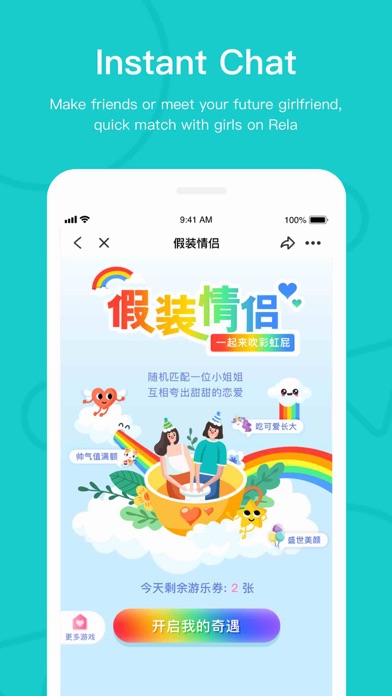 Instant Chat
Make friends or meet your future girlfriend,
quick match with girls on Rela
9:41 AM
100%
假装情侣
假装情侣
一起来吹彩虹屁
随机匹配一位小姐姐
互相夸出甜甜的恋爱
吃可爱长大
帅气值满额
盛世美颜
今天剩余游乐券: 2 张
更多游戏
开启我的奇遇